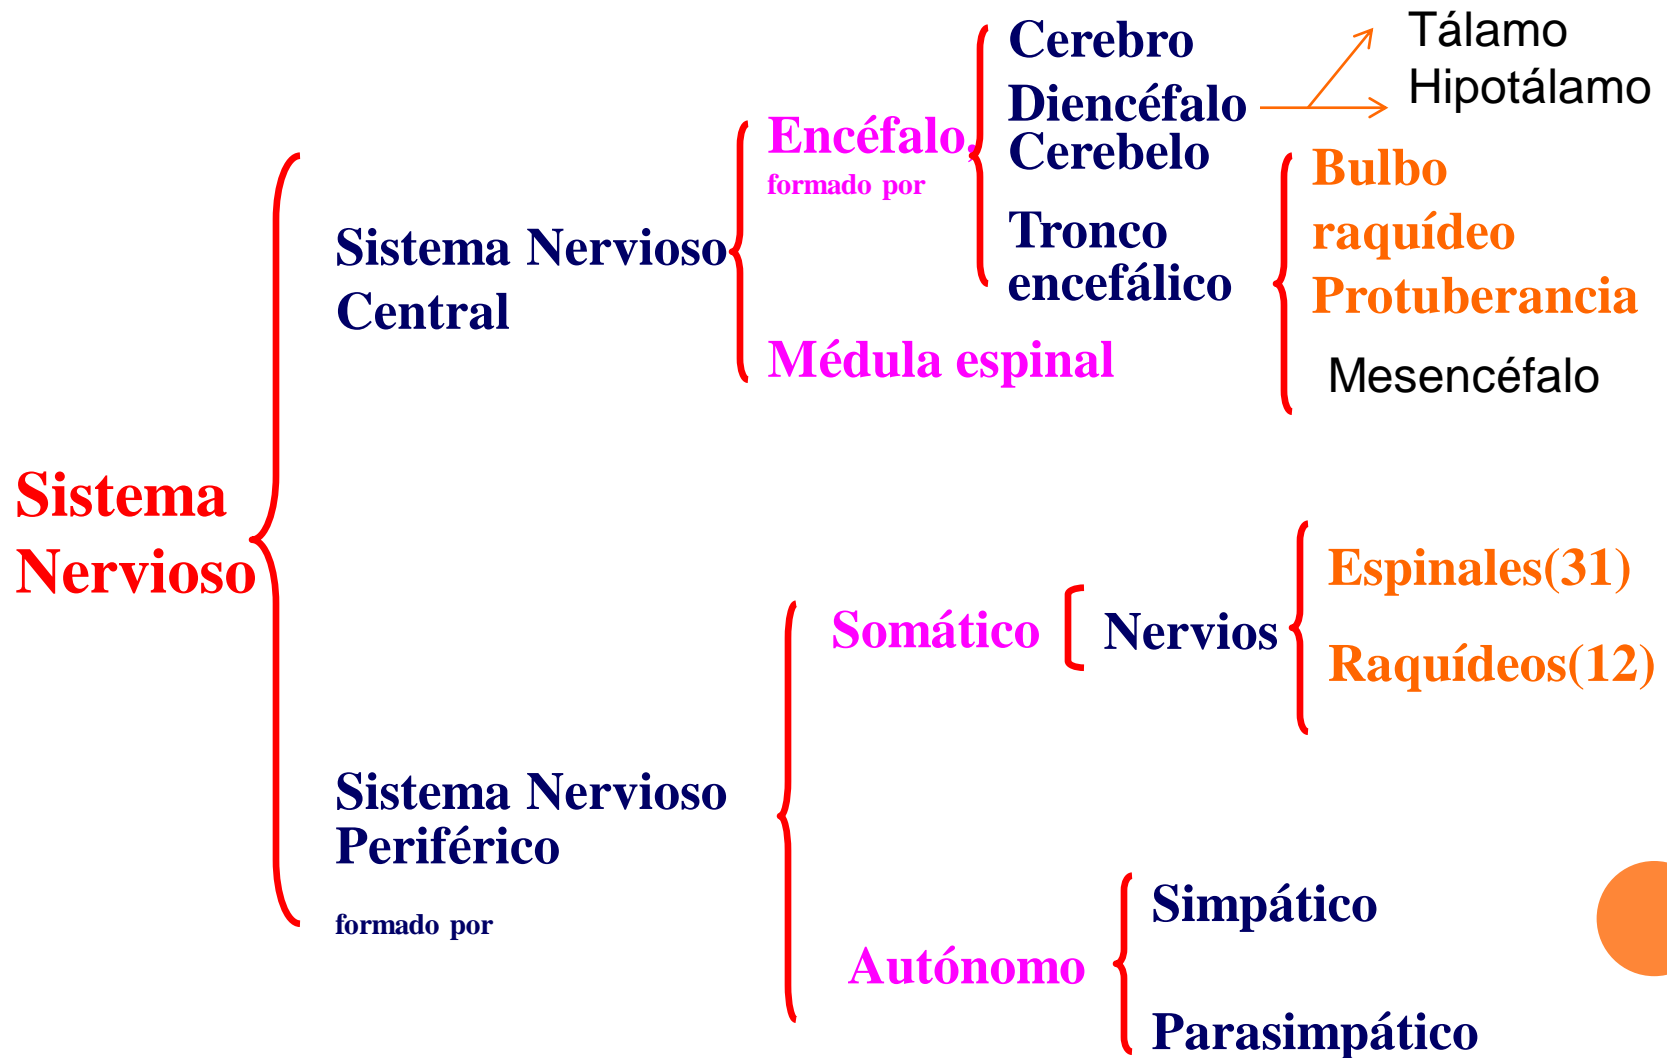 Sistema
Nervioso
Sistema Nervioso
Central
Encéfalo,
formado por
Cerebro
Diencéfalo
Tálamo
Hipotálamo
Cerebelo
Tronco
encefálico
Bulbo
raquídeo
Protuberancia
Mesencéfalo
Médula espinal
Sistema Nervioso
Periférico
formado por
Somático
Nervios
Espinales(31)
Raquídeos(12)
Autónomo
Simpático
Parasimpático